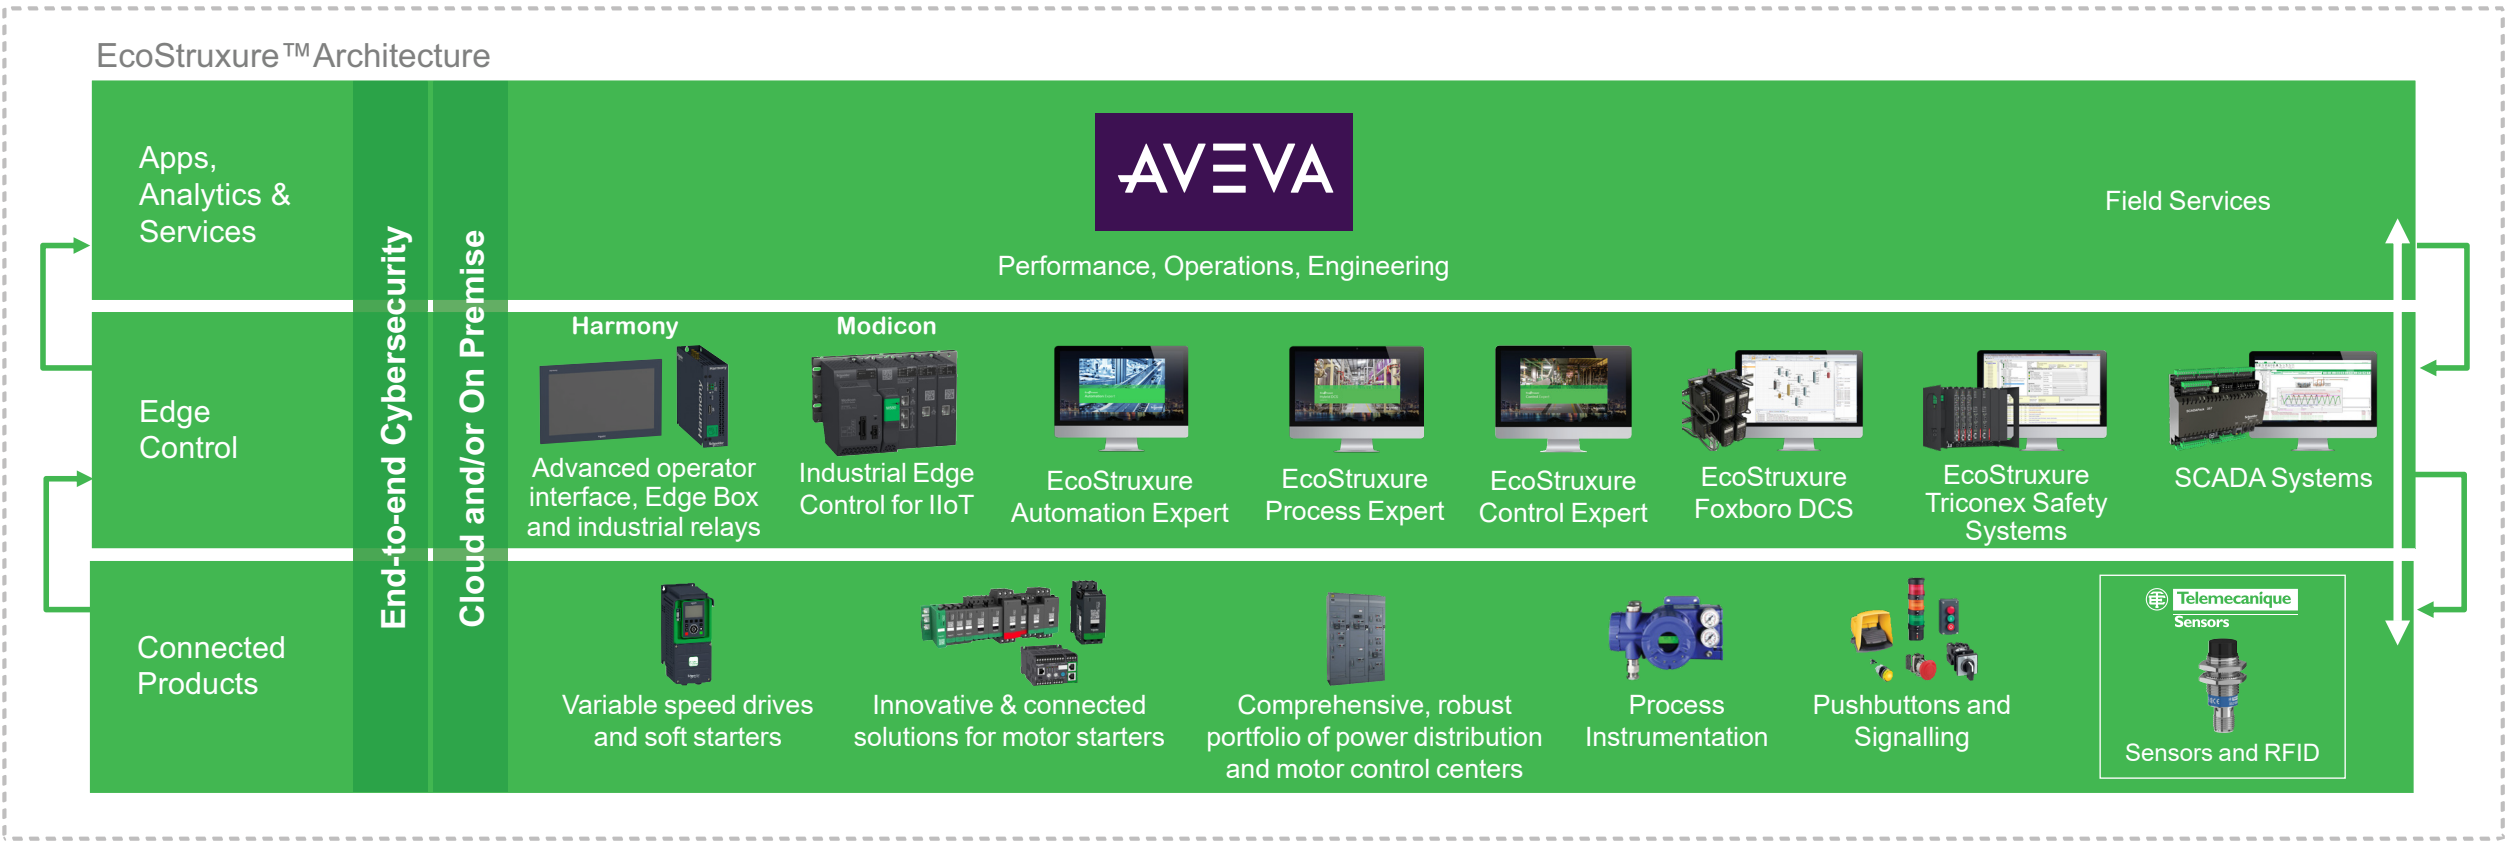 EcoStruxure™Architecture
Apps,
Analytics &
Services
End-to-end Cybersecurity
Cloud and/or On Premise
AVEVA
Performance, Operations, Engineering
Field Services
Edge
Control
Harmony
Advanced operator
interface, Edge Box
and industrial relays
Modicon
Industrial Edge
Control for IIoT
EcoStruxure
Automation Expert
EcoStruxure
Process Expert
EcoStruxure
Control Expert
EcoStruxure
Foxboro DCS
EcoStruxure
Triconex Safety
Systems
SCADA Systems
Connected
Products
Variable speed drives
and soft starters
Innovative & connected
solutions for motor starters
Comprehensive, robust
portfolio of power distribution
and motor control centers
Process
Instrumentation
Pushbuttons and
Signalling
Telemecanique
Sensors
Sensors and RFID